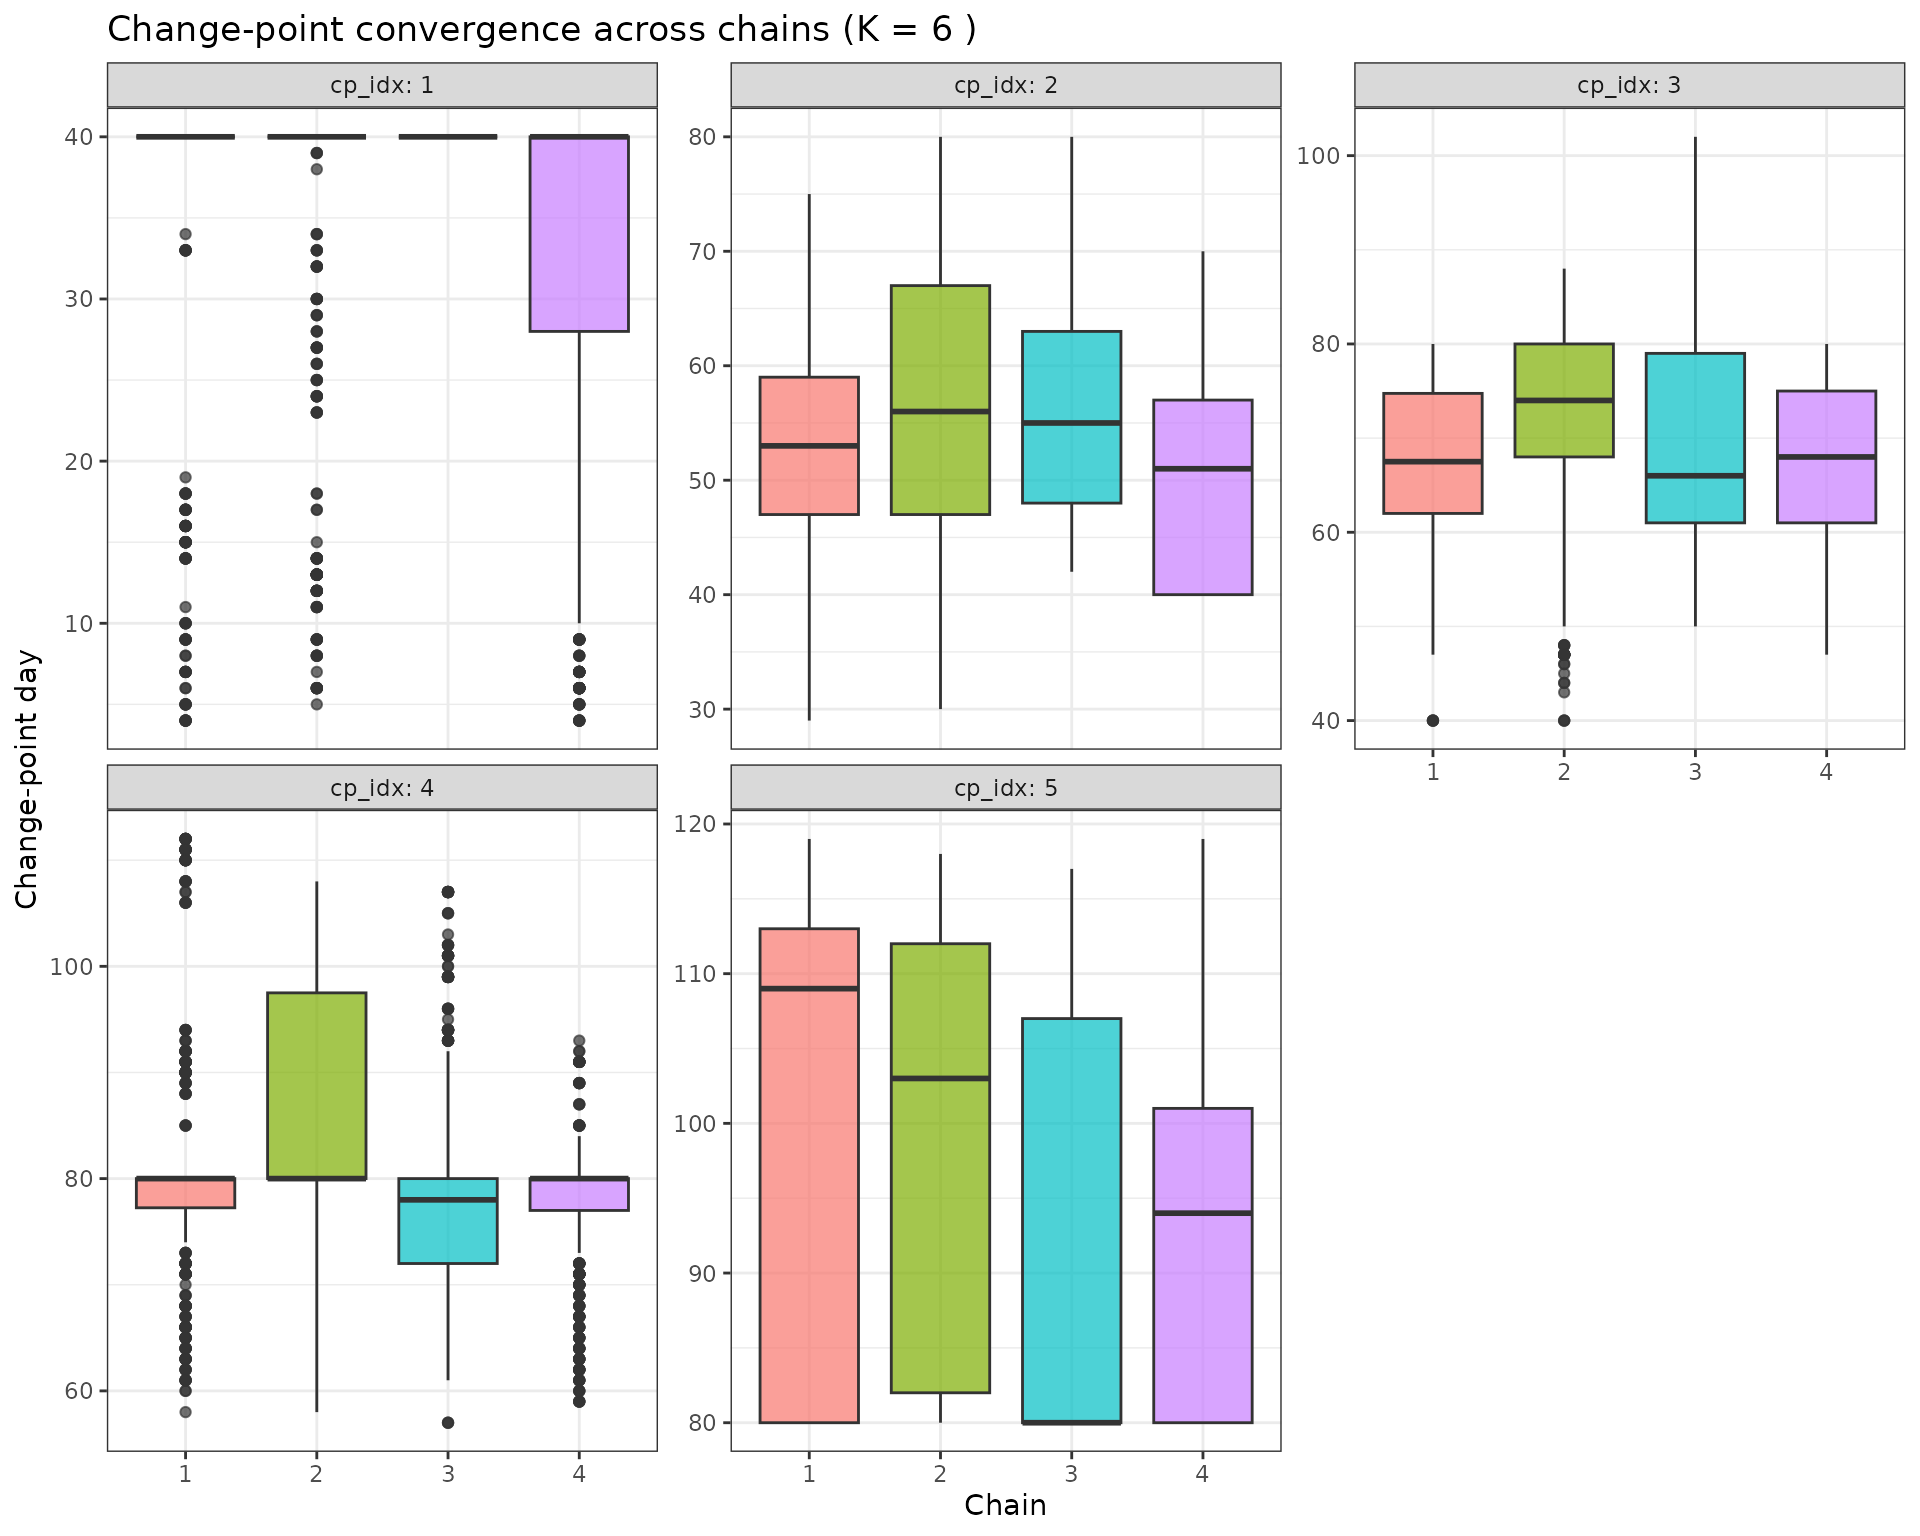 Change-point convergence across chains (K = 6 )
cp_idx: 1
cp_idx: 2
cp_idx: 3
40
30
20
10
80
70
60
50
40
30
100
80
60
40
1 2 3 4
Change-point day
cp_idx: 4
cp_idx: 5
100
80
60
120
110
100
90
80
1 2 3 4
1 2 3 4
Chain